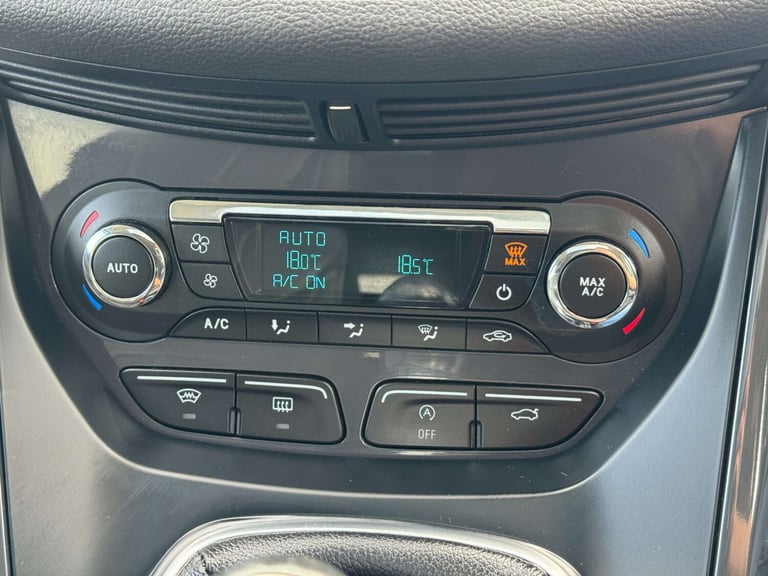 AUTO
18.0°C
A/C ON
18.5°C
MAX
AUTO
MAX
A/C
A/C
A
OFF